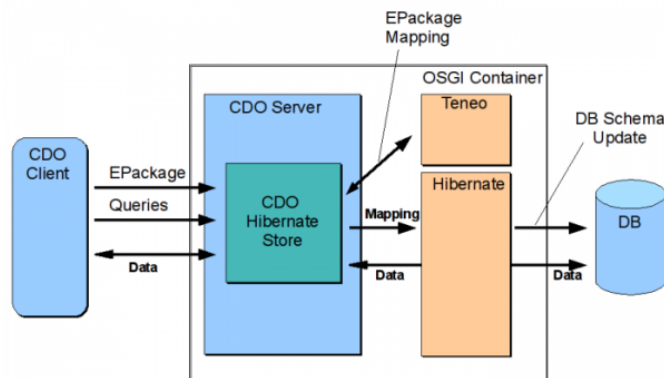 EPackage
Mapping
OSGI Container
CDO Server
Teneo
DB Schema
Update
CDO
Client
EPackage
Queries
Data
CDO
Hibernate
Store
Mapping
Data
Hibernate
Data
DB